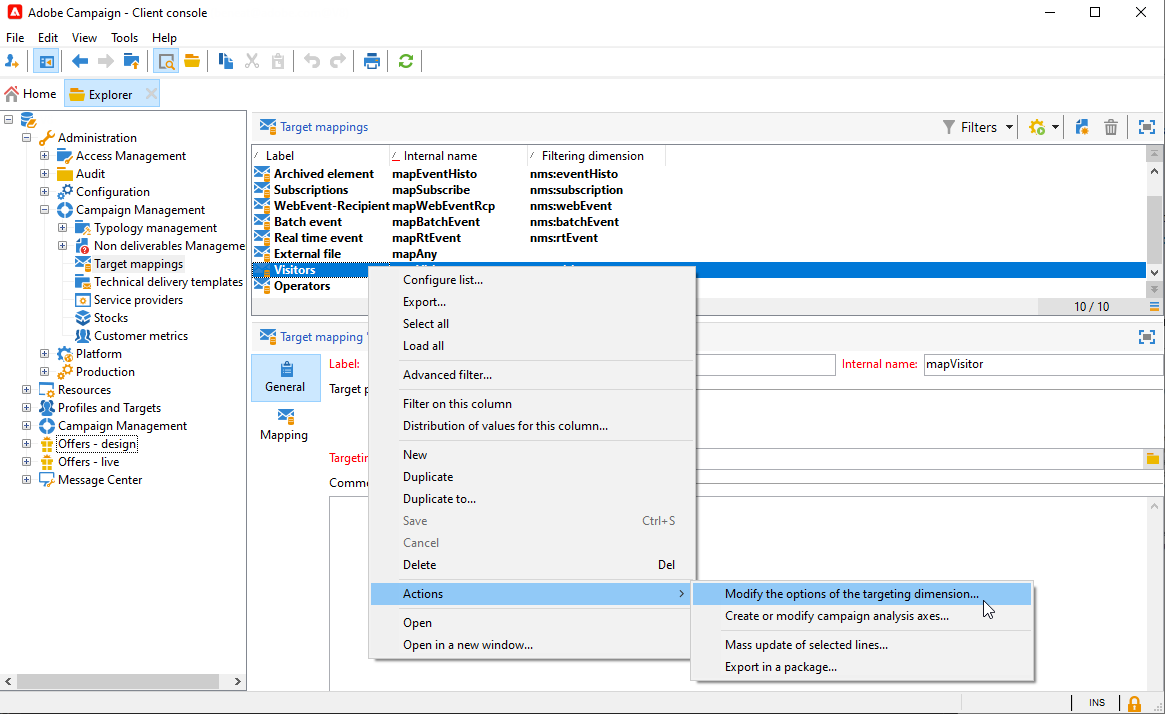 Adobe Campaign - Client console
File Edit View Tools Help
Home Explorer
Administration
Access Management
Audit
Configuration
Campaign Management
Typology management
Non deliverables Manageme
Target mappings
Technical delivery templates
Service providers
Stocks
Customer metrics
Platform
Production
Resources
Profiles and Targets
Campaign Management
Offers - design
Offers - live
Message Center
Target mappings Filters
Label Internal name Filtering dimension
Archived element mapEventHisto nms:eventHisto
Subscriptions mapSubscribe nms:subscription
WebEvent-Recipient mapWebEventRcp nms:webEvent
Batch event mapBatchEvent nms:batchEvent
Real time event mapRtEvent nms:rtEvent
External file mapAny
Visitors
Operators
10 / 10
Target mapping
General
Mapping
Label: Internal name: mapVisitor
Target p
Targetin
Comme
Configure list...
Export...
Select all
Load all
Advanced filter...
Filter on this column
Distribution of values for this column...
New
Duplicate
Duplicate to...
Save Ctrl+S
Cancel
Delete Del
Actions
Open
Open in a new window...
Modify the options of the targeting dimension...
Create or modify campaign analysis axes...
Mass update of selected lines...
Export in a package...
INS